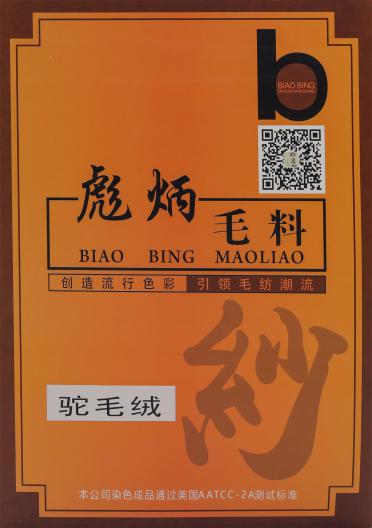 b
BIAO BING
彪炳
毛料
BIAO BING MAOLIAO
创造流行色彩 引领毛纺潮流
紗
驼毛绒
本公司染色成品通过美国AATCC-2A测试标准